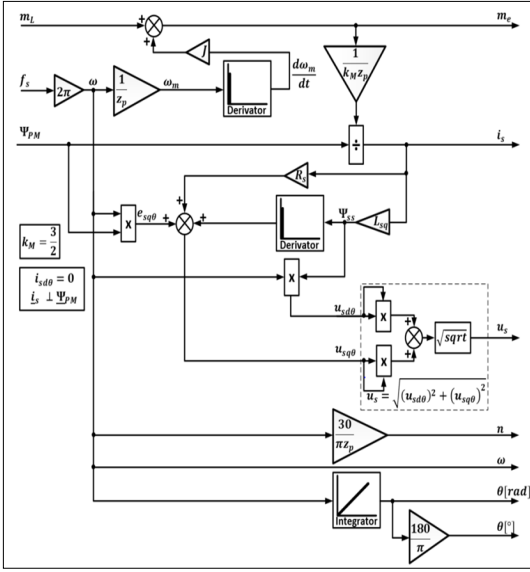 m_L m_e
J
1/(k_M z_p)
f_s 2π ω 1/z_p ω_m Derivator dω_m/dt
Ψ_PM ÷ i_s
R_s
e_sqθ x Derivator Ψ_ss L_sq
k_M = 3/2
i_sdθ = 0
i_s ⊥ Ψ_PM
x
u_sdθ x
√sqrt u_s
u_sqθ x
u_s = √((u_sdθ)² + (u_sqθ)²)
30/(πz_p) n
ω
Integrator θ[rad]
180/π θ[°]